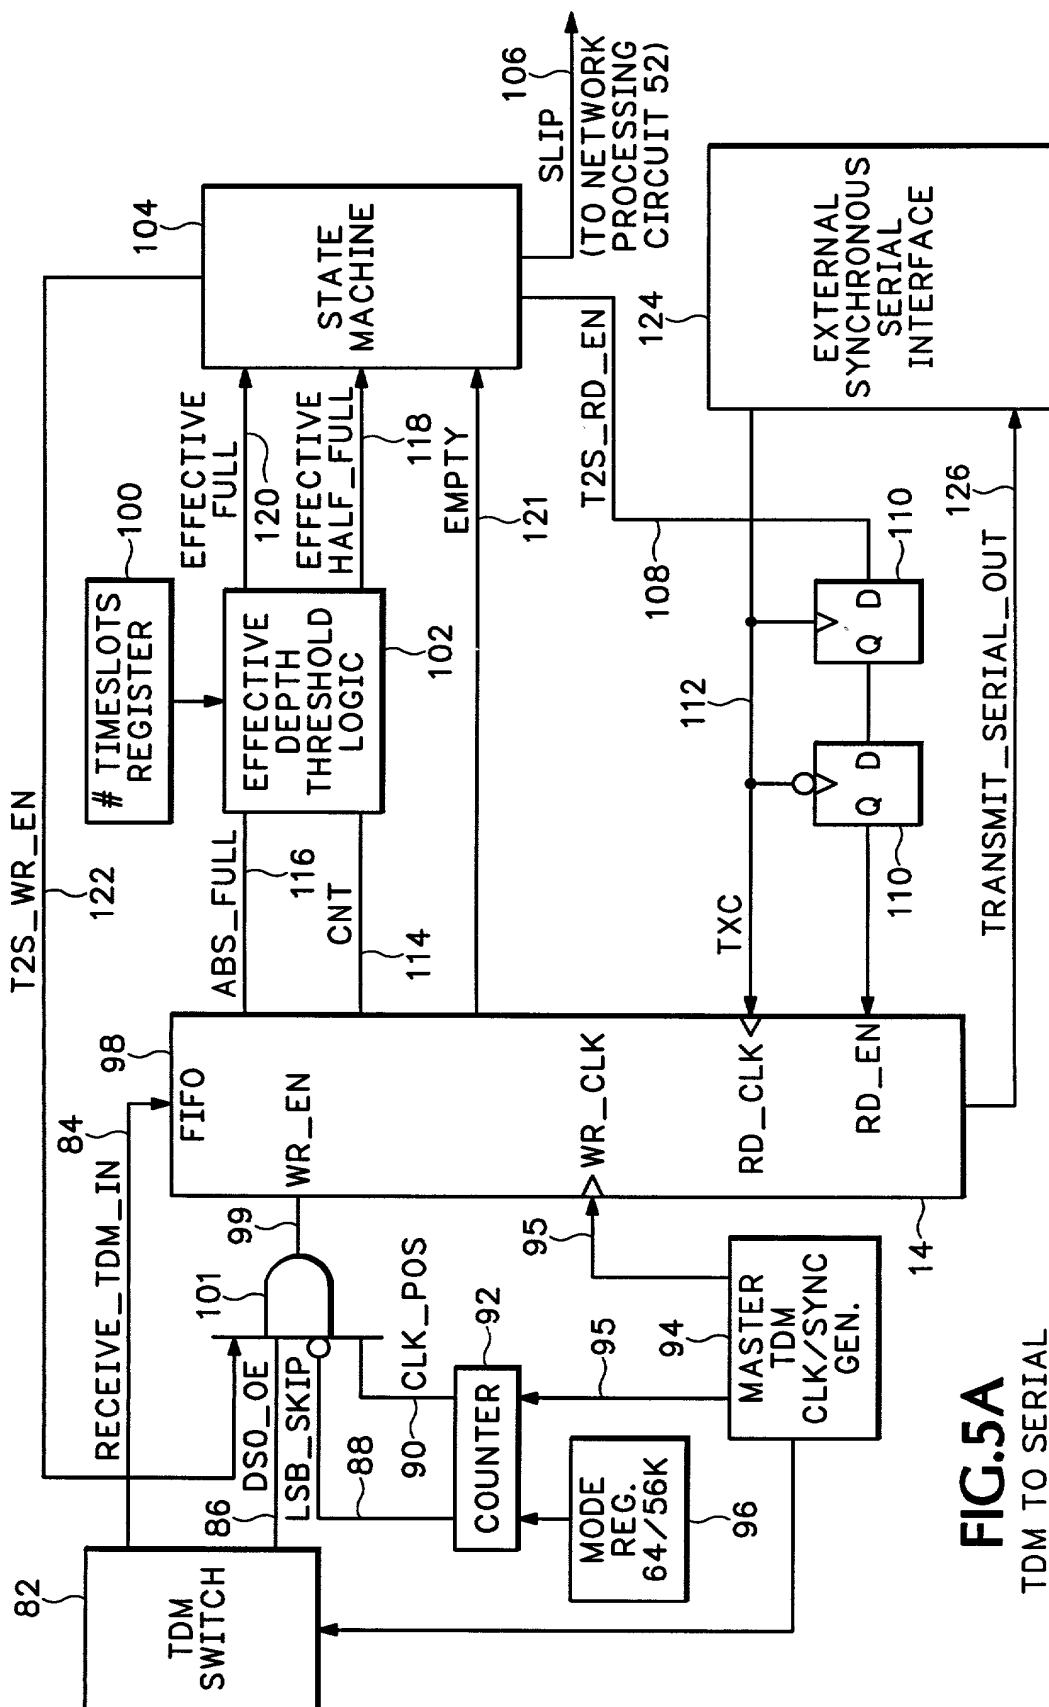 82
TDM
SWITCH
RECEIVE_TDM_IN
84
T2S_WR_EN
122
DS0_OE
86
LSB_SKIP
88
CLK_POS
90
COUNTER
92
MODE
REG.
64/56K
96
95
MASTER
TDM
CLK/SYNC
GEN.
94
95
101
99
98
FIFO
WR_EN
WR_CLK
RD_CLK
RD_EN
14
# TIMESLOTS
REGISTER
100
ABS_FULL
116
CNT
114
EFFECTIVE
DEPTH
THRESHOLD
LOGIC
102
EFFECTIVE
FULL
120
EFFECTIVE
HALF_FULL
118
EMPTY
121
STATE
MACHINE
104
SLIP
106
(TO NETWORK
PROCESSING
CIRCUIT 52)
T2S_RD_EN
108
TXC
112
Q D
110
Q D
110
EXTERNAL
SYNCHRONOUS
SERIAL
INTERFACE
124
TRANSMIT_SERIAL_OUT
126
FIG.5A
TDM TO SERIAL